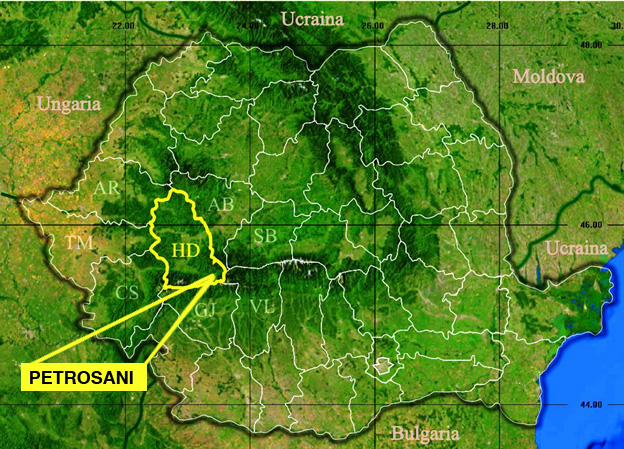 Ucraina
22.00
24.00
26.00
28.00
48.00
Moldova
Ungaria
AR
AB
46.00
TM
HD
SB
Ucraina
CS
GJ
VL
PETROSANI
44.00
Bulgaria